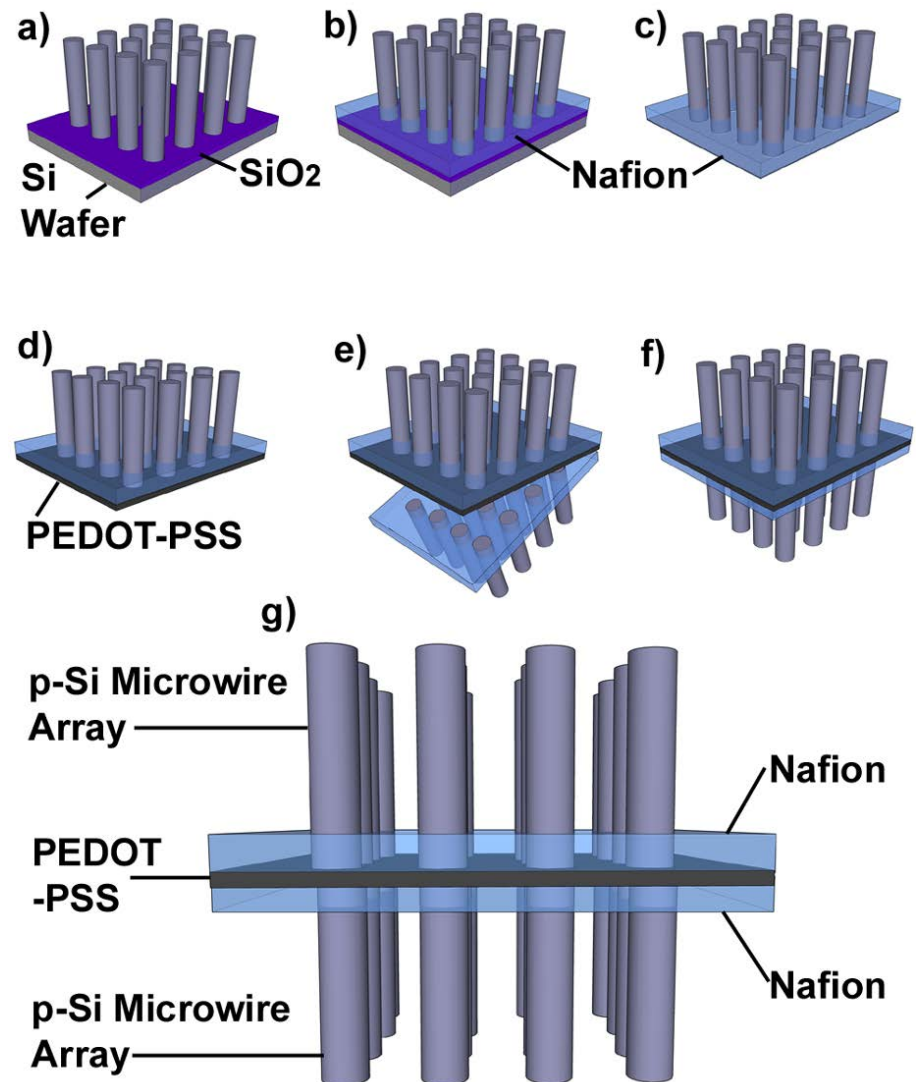 a)
b)
c)
Si
Wafer
SiO2
Nafion
d)
e)
f)
PEDOT-PSS
g)
p-Si Microwire
Array
Nafion
PEDOT
-PSS
Nafion
p-Si Microwire
Array